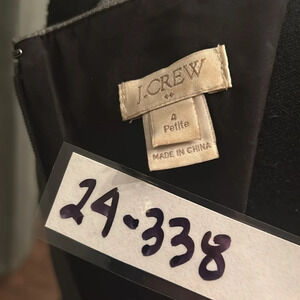 J.CREW
4
Petite
MADE IN CHINA
24-338